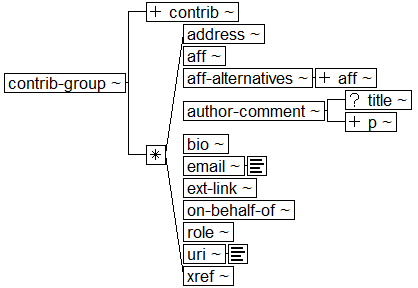 + contrib ~
address ~
aff ~
contrib-group ~
aff-alternatives ~ + aff ~
author-comment ~
? title ~
+ p ~
*
bio ~
email ~
ext-link ~
on-behalf-of ~
role ~
uri ~
xref ~